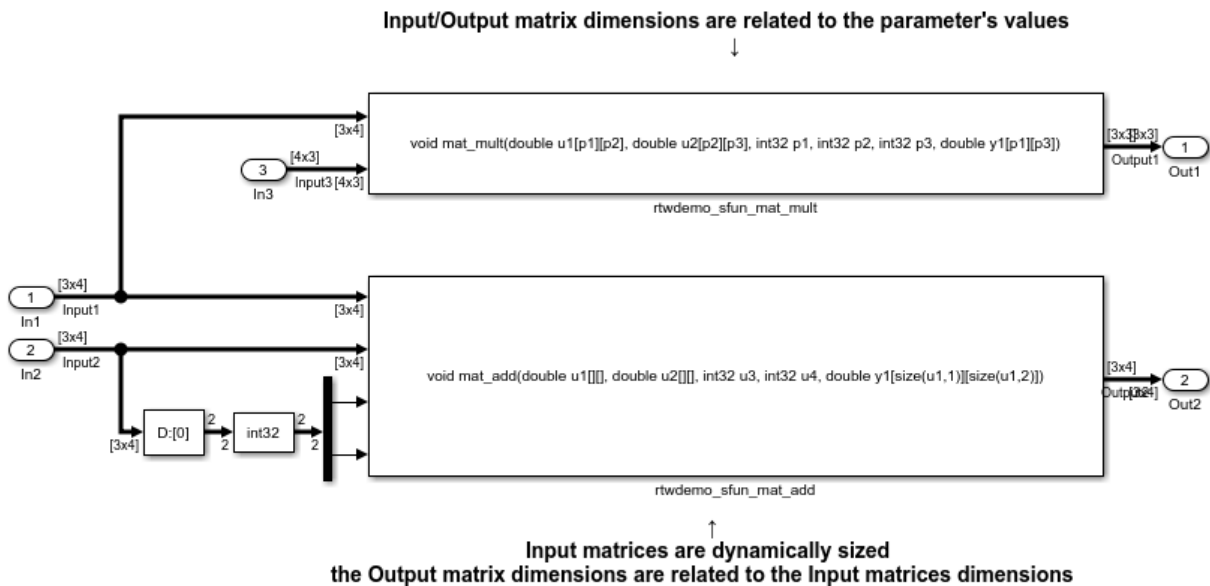 Input/Output matrix dimensions are related to the parameter's values
↓
[3x4]
void mat_mult(double u1[p1][p2], double u2[p2][p3], int32 p1, int32 p2, int32 p3, double y1[p1][p3])
[3x3]
[3x3]
1
Output1
Out1
[4x3]
3
Input3
[4x3]
In3
rtwdemo_sfun_mat_mult
[3x4]
1
Input1
In1
[3x4]
[3x4]
2
Input2
In2
[3x4]
void mat_add(double u1[][], double u2[][], int32 u3, int32 u4, double y1[size(u1,1)][size(u1,2)])
[3x4]
2
Output2
[3x4]
Out2
[3x4]
D:[0]
2
2
int32
2
2
rtwdemo_sfun_mat_add
↑
Input matrices are dynamically sized
the Output matrix dimensions are related to the Input matrices dimensions